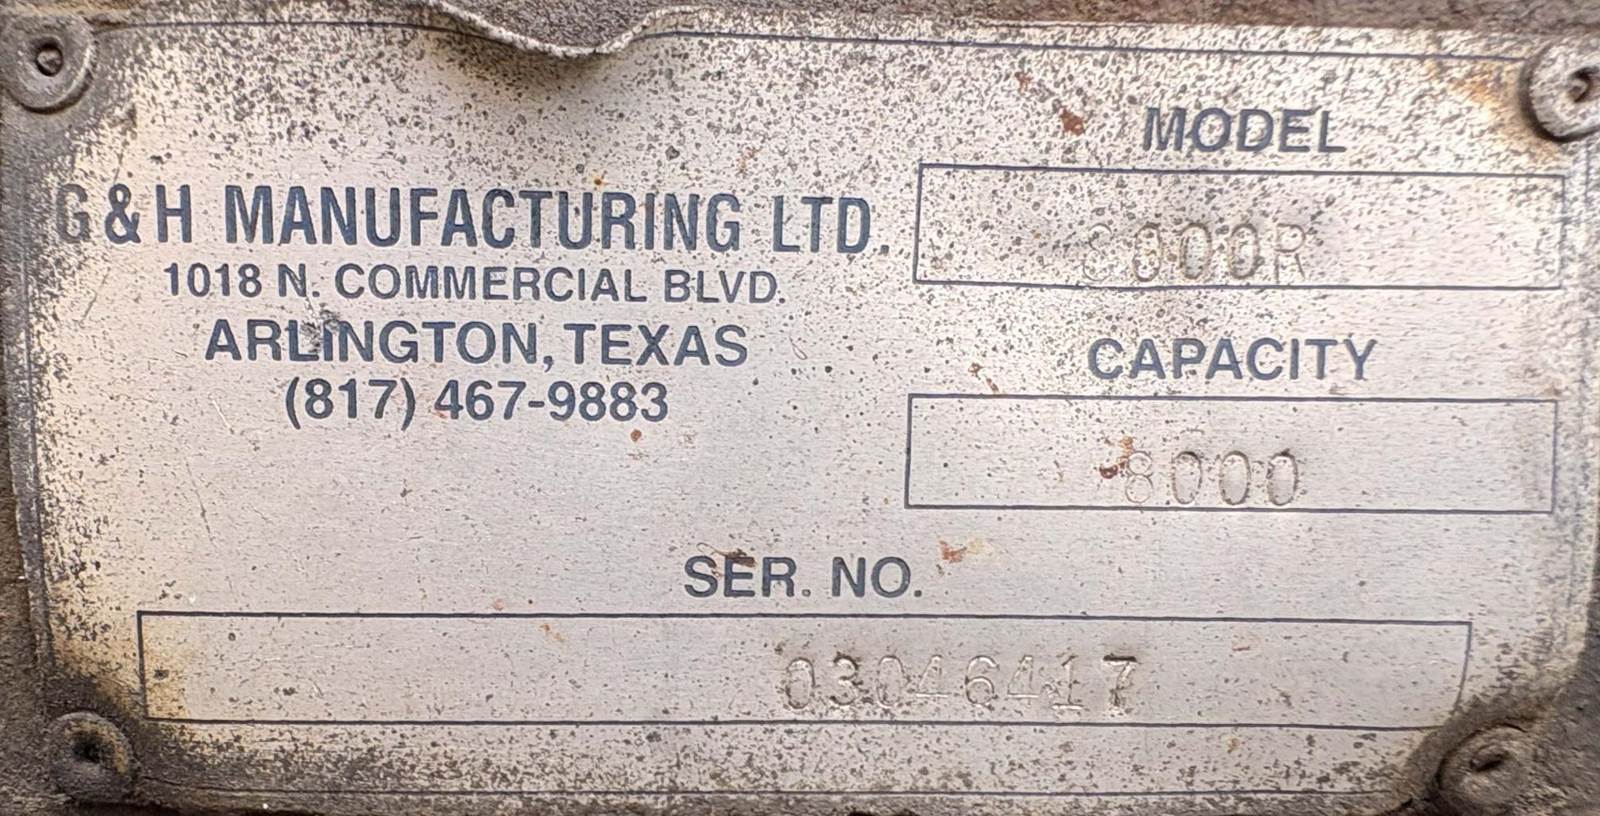 G & H MANUFACTURING LTD.
1018 N. COMMERCIAL BLVD.
ARLINGTON, TEXAS
(817) 467-9883
MODEL
8000R
CAPACITY
8000
SER. NO.
03046417